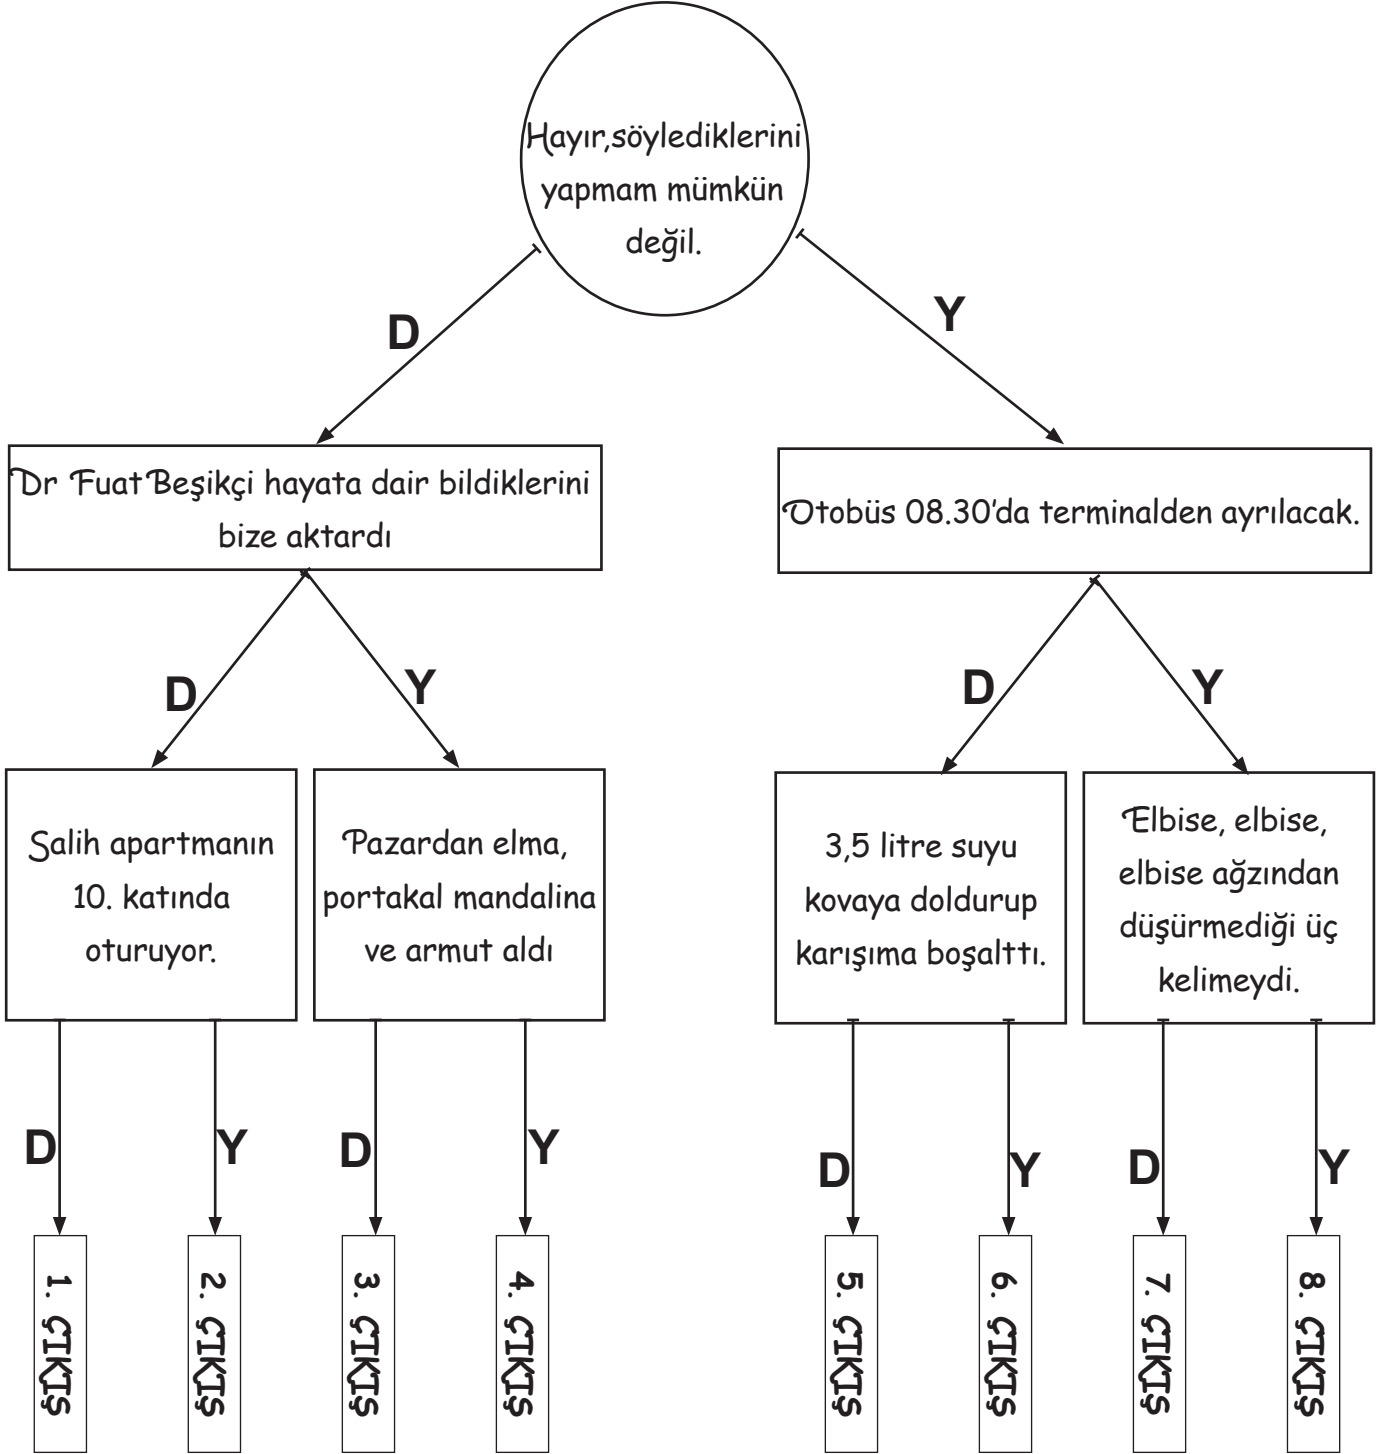 Hayır,söylediklerini
yapmam mümkün
değil.
D
Y
Dr Fuat Beşikçi hayata dair bildiklerini
bize aktardı
Otobüs 08.30'da terminalden ayrılacak.
D
Y
D
Y
Salih apartmanın
10. katında
oturuyor.
Pazardan elma,
portakal mandalina
ve armut aldı
3,5 litre suyu
kovaya doldurup
karışıma boşalttı.
Elbise, elbise,
elbise ağzından
düşürmediği üç
kelimeydi.
D
Y
D
Y
D
Y
D
Y
1. ÇIKIŞ
2. ÇIKIŞ
3. ÇIKIŞ
4. ÇIKIŞ
5. ÇIKIŞ
6. ÇIKIŞ
7. ÇIKIŞ
8. ÇIKIŞ